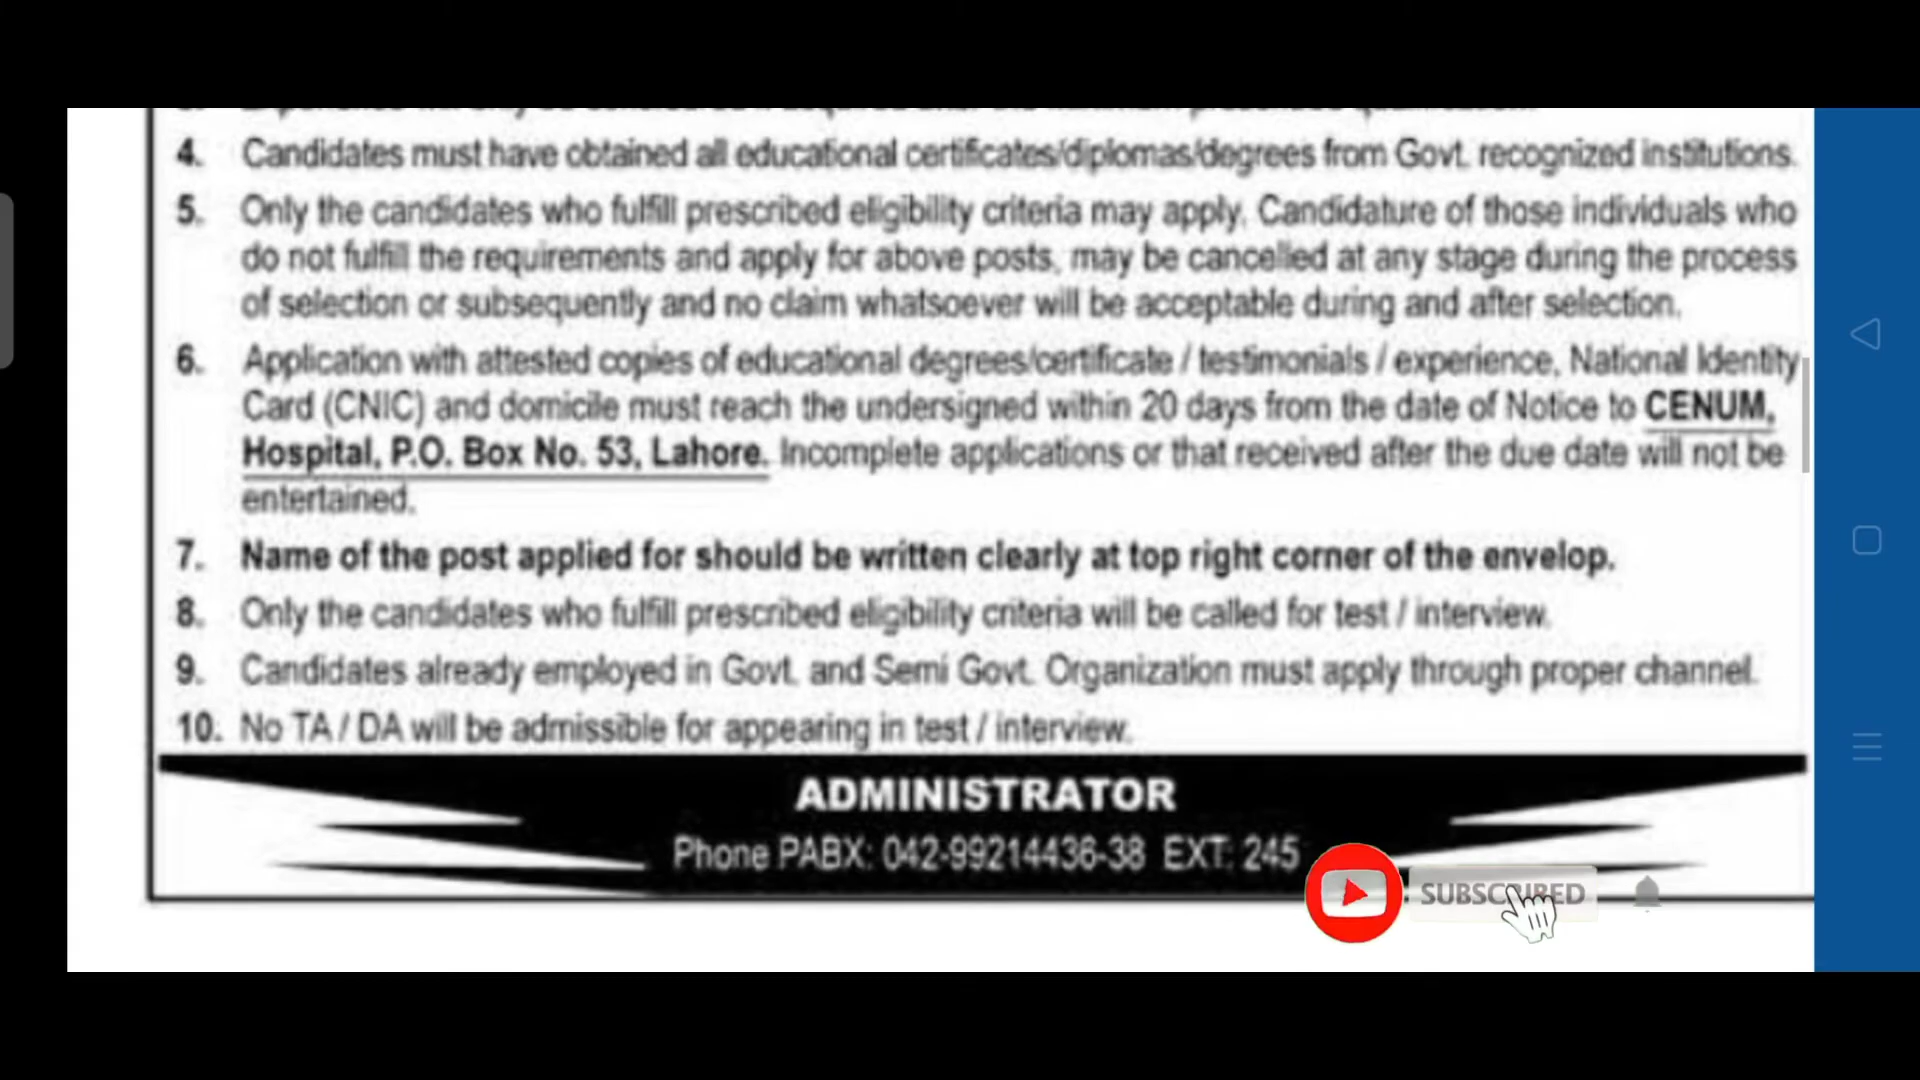 4. Candidates must have obtained all educational certificates/diplomas/degrees from Govt. recognized institutions.
5. Only the candidates who fulfill prescribed eligibility criteria may apply. Candidature of those individuals who
do not fulfill the requirements and apply for above posts, may be cancelled at any stage during the process
of selection or subsequently and no claim whatsoever will be acceptable during and after selection.
6. Application with attested copies of educational degrees/certificate / testimonials / experience, National Identity
Card (CNIC) and domicile must reach the undersigned within 20 days from the date of Notice to CENUM,
Hospital, P.O. Box No. 53, Lahore. Incomplete applications or that received after the due date will not be
entertained.
7. Name of the post applied for should be written clearly at top right corner of the envelop.
8. Only the candidates who fulfill prescribed eligibility criteria will be called for test / interview.
9. Candidates already employed in Govt. and Semi Govt. Organization must apply through proper channel.
10. No TA / DA will be admissible for appearing in test / interview.
ADMINISTRATOR
Phone PABX: 042-99214436-38 EXT: 245
SUBSCRIBED